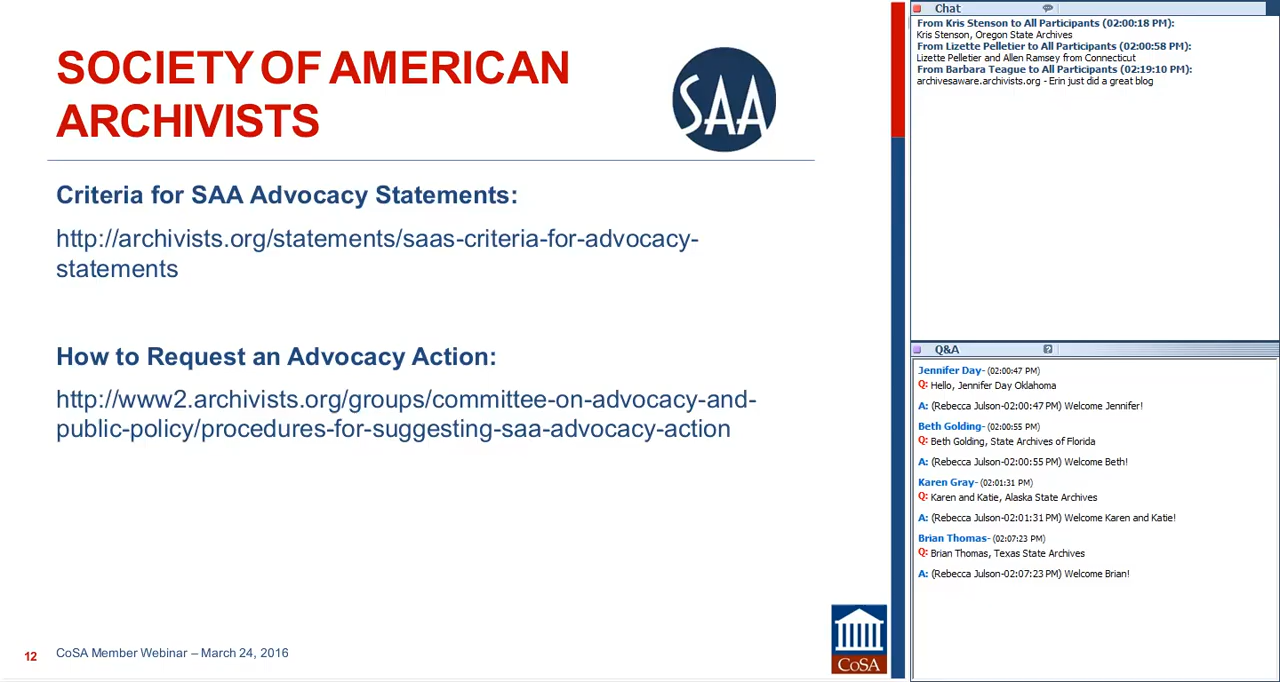 SOCIETY OF AMERICAN
ARCHIVISTS
SAA
Criteria for SAA Advocacy Statements:
http://archivists.org/statements/saas-criteria-for-advocacy-
statements
How to Request an Advocacy Action:
http://www2.archivists.org/groups/committee-on-advocacy-and-
public-policy/procedures-for-suggesting-saa-advocacy-action
12
CoSA Member Webinar – March 24, 2016
CoSA
Chat
From Kris Stenson to All Participants (02:00:18 PM):
Kris Stenson, Oregon State Archives
From Lizette Pelletier to All Participants (02:00:58 PM):
Lizette Pelletier and Allen Ramsey from Connecticut
From Barbara Teague to All Participants (02:19:10 PM):
archivesaware.archivists.org - Erin just did a great blog
Q&A
Jennifer Day- (02:00:47 PM)
Q: Hello, Jennifer Day Oklahoma
A: (Rebecca Julson-02:00:47 PM) Welcome Jennifer!
Beth Golding- (02:00:55 PM)
Q: Beth Golding, State Archives of Florida
A: (Rebecca Julson-02:00:55 PM) Welcome Beth!
Karen Gray- (02:01:31 PM)
Q: Karen and Katie, Alaska State Archives
A: (Rebecca Julson-02:01:31 PM) Welcome Karen and Katie!
Brian Thomas- (02:07:23 PM)
Q: Brian Thomas, Texas State Archives
A: (Rebecca Julson-02:07:23 PM) Welcome Brian!